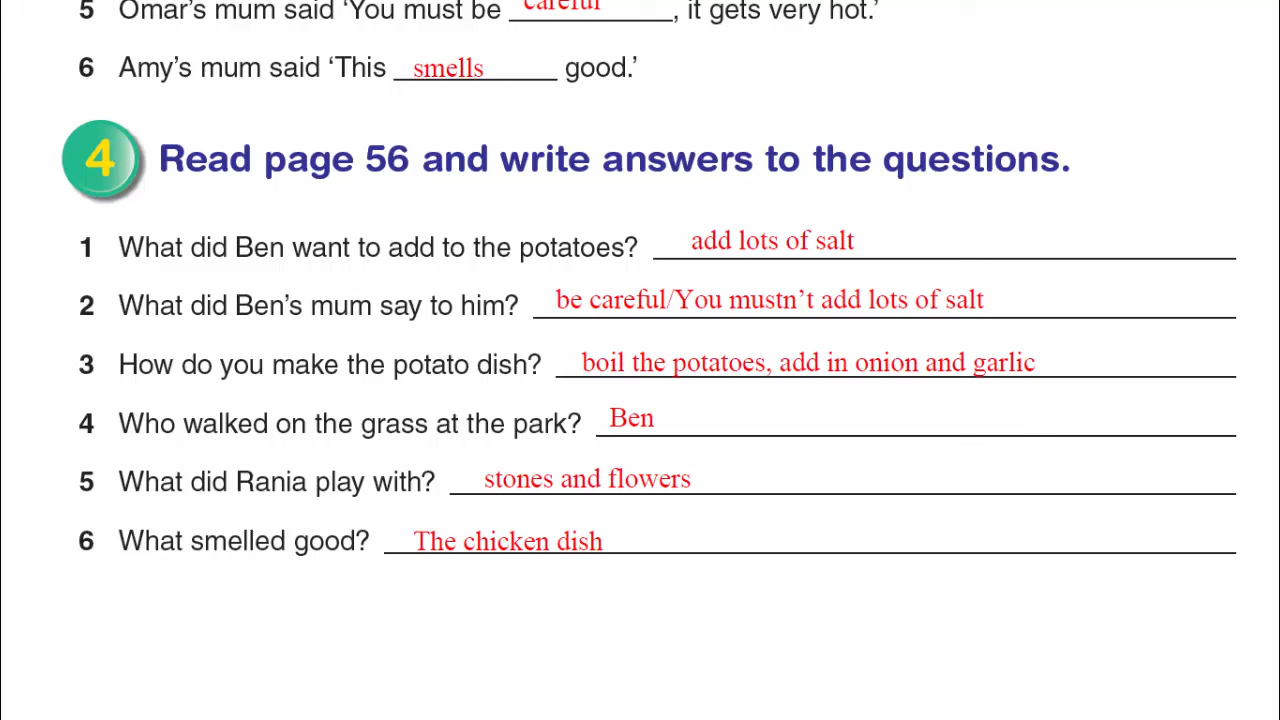 5 Omar's mum said 'You must be careful, it gets very hot.'
6 Amy's mum said 'This smells good.'
4 Read page 56 and write answers to the questions.
1 What did Ben want to add to the potatoes? add lots of salt
2 What did Ben's mum say to him? be careful/You mustn't add lots of salt
3 How do you make the potato dish? boil the potatoes, add in onion and garlic
4 Who walked on the grass at the park? Ben
5 What did Rania play with? stones and flowers
6 What smelled good? The chicken dish